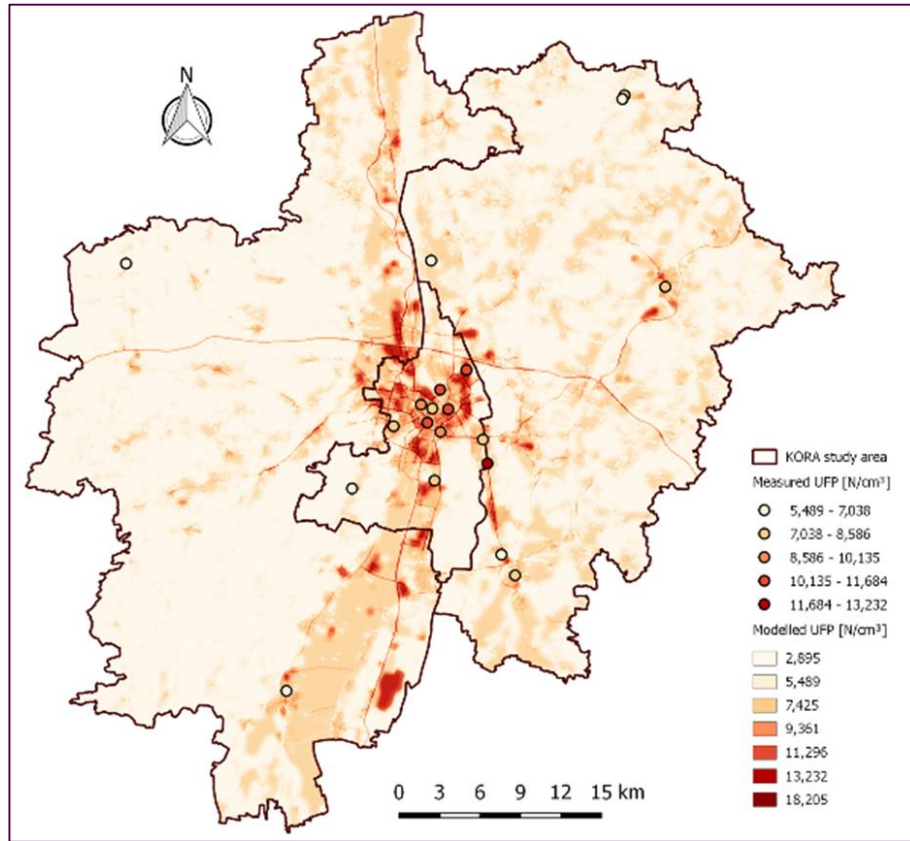 N
KORA study area
Measured UFP [N/cm³]
5,489 - 7,038
7,038 - 8,586
8,586 - 10,135
10,135 - 11,684
11,684 - 13,232
Modelled UFP [N/cm³]
2,895
5,489
7,425
9,361
11,296
13,232
18,205
0 3 6 9 12 15 km